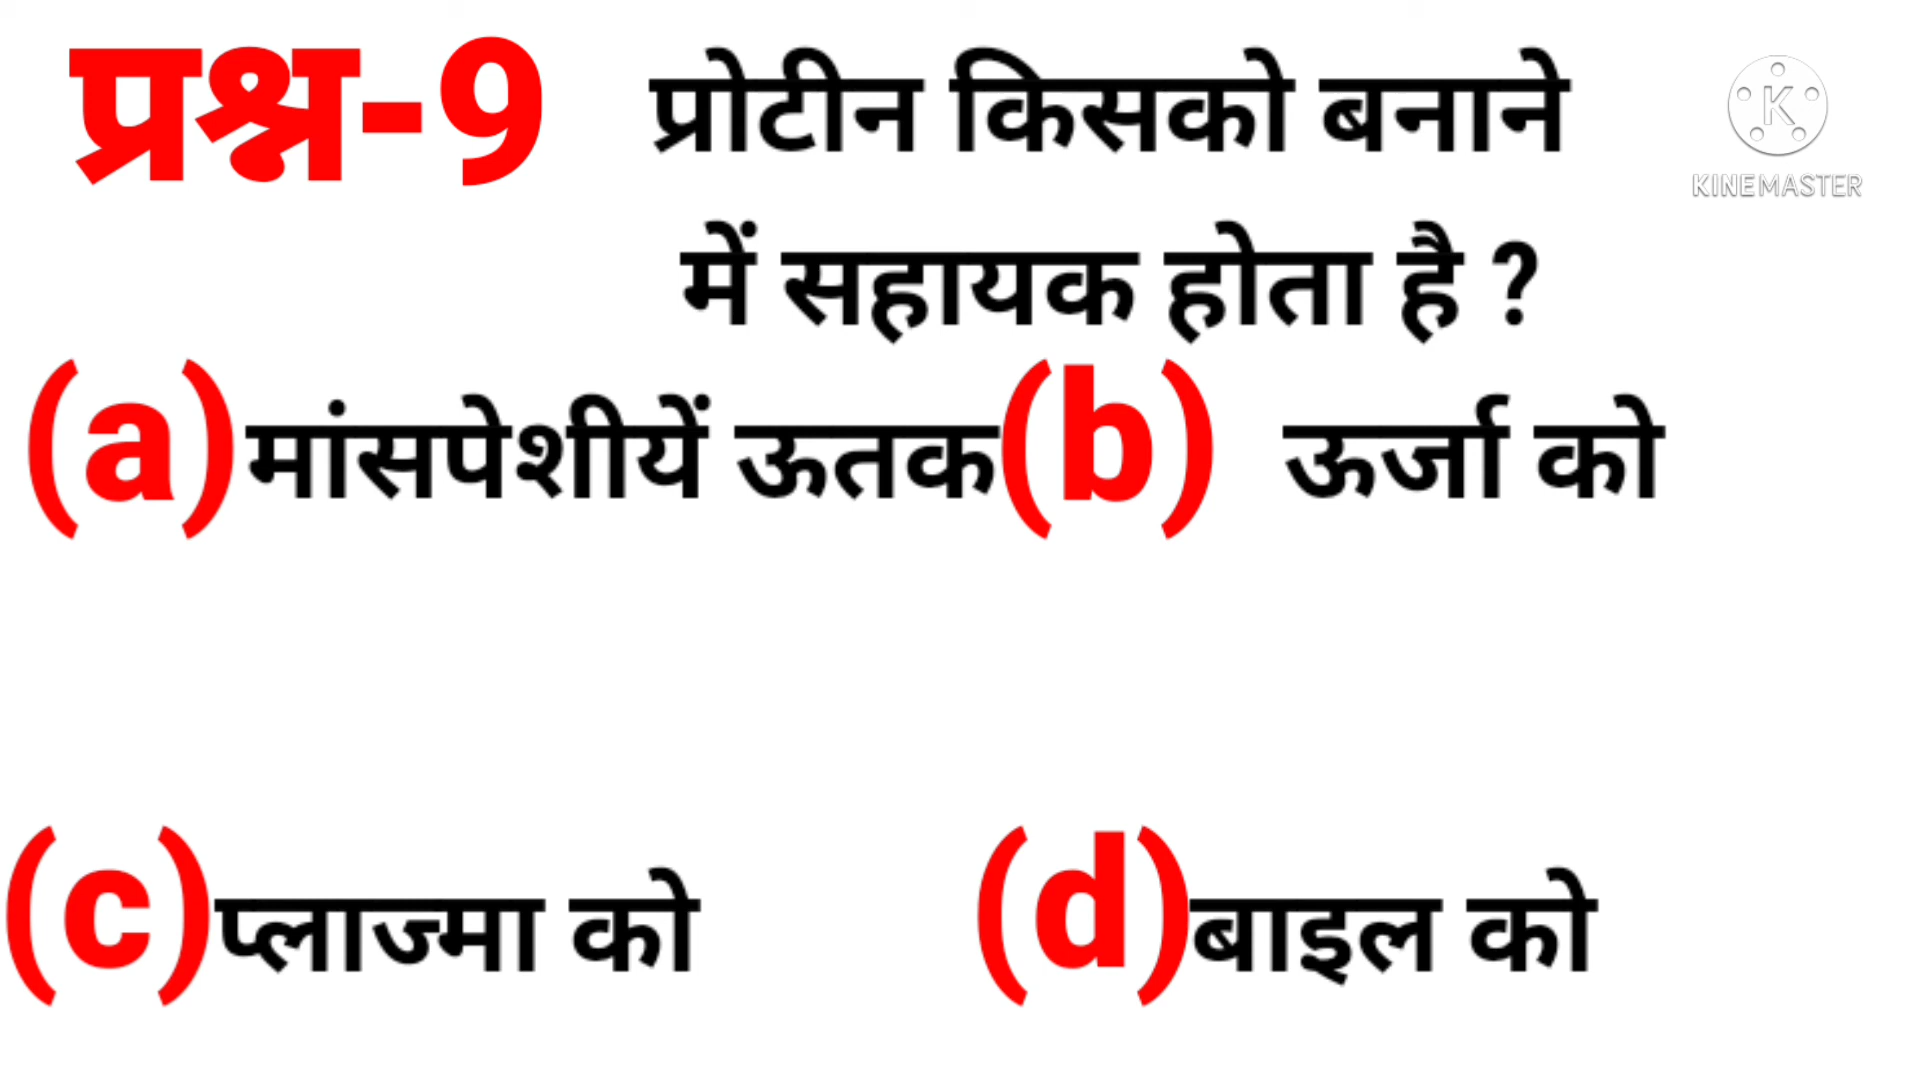 प्रश्न-9 प्रोटीन किसको बनाने
में सहायक होता है ?
(a) मांसपेशीयें ऊतक (b) ऊर्जा को
(c) प्लाज्मा को (d) बाइल को
K
KINEMASTER